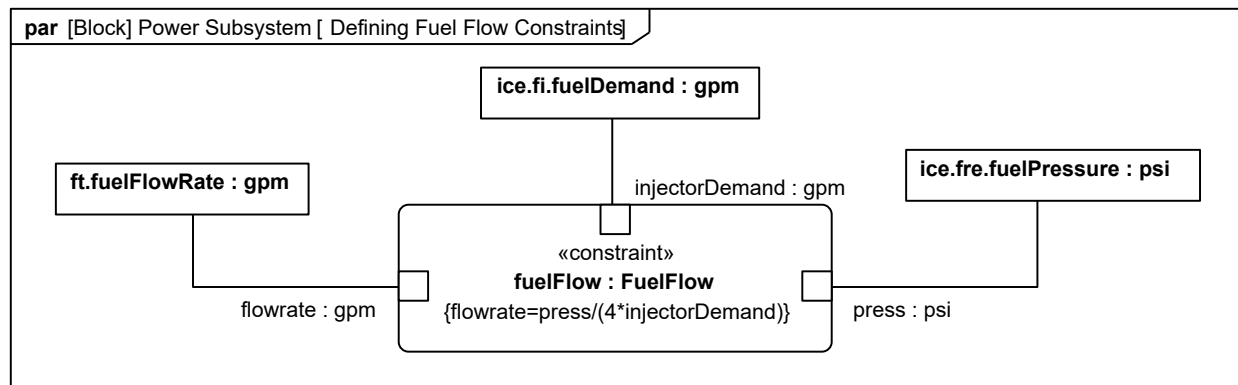 par [Block] Power Subsystem [ Defining Fuel Flow Constraints]
ice.fi.fuelDemand : gpm
ft.fuelFlowRate : gpm
ice.fre.fuelPressure : psi
injectorDemand : gpm
«constraint»
fuelFlow : FuelFlow
{flowrate=press/(4*injectorDemand)}
flowrate : gpm
press : psi